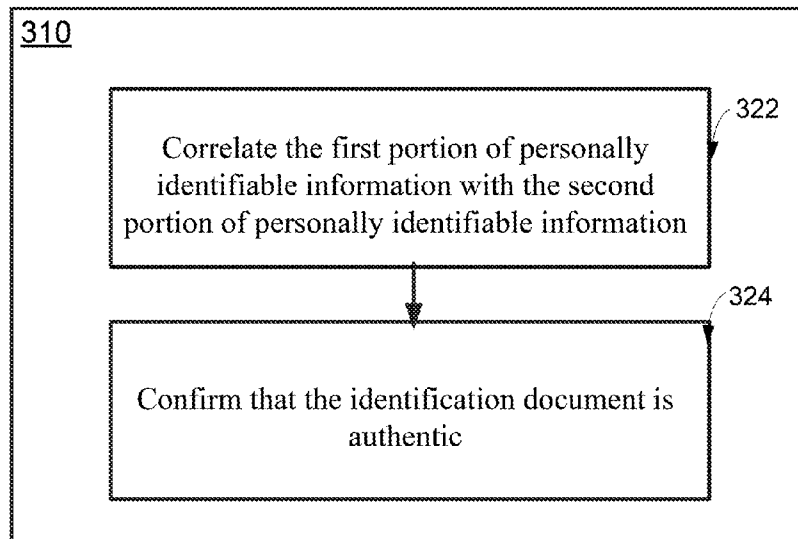 310
322
Correlate the first portion of personally
identifiable information with the second
portion of personally identifiable information
324
Confirm that the identification document is
authentic